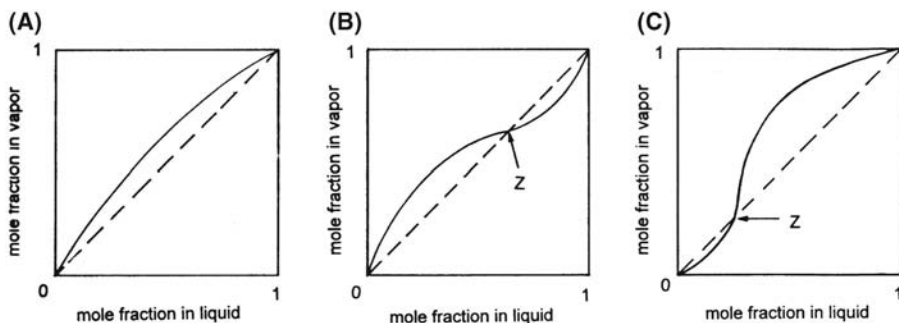 (A)
1
mole fraction in vapor
0
mole fraction in liquid
1
(B)
1
mole fraction in vapor
Z
0
mole fraction in liquid
1
(C)
1
mole fraction in vapor
Z
0
mole fraction in liquid
1